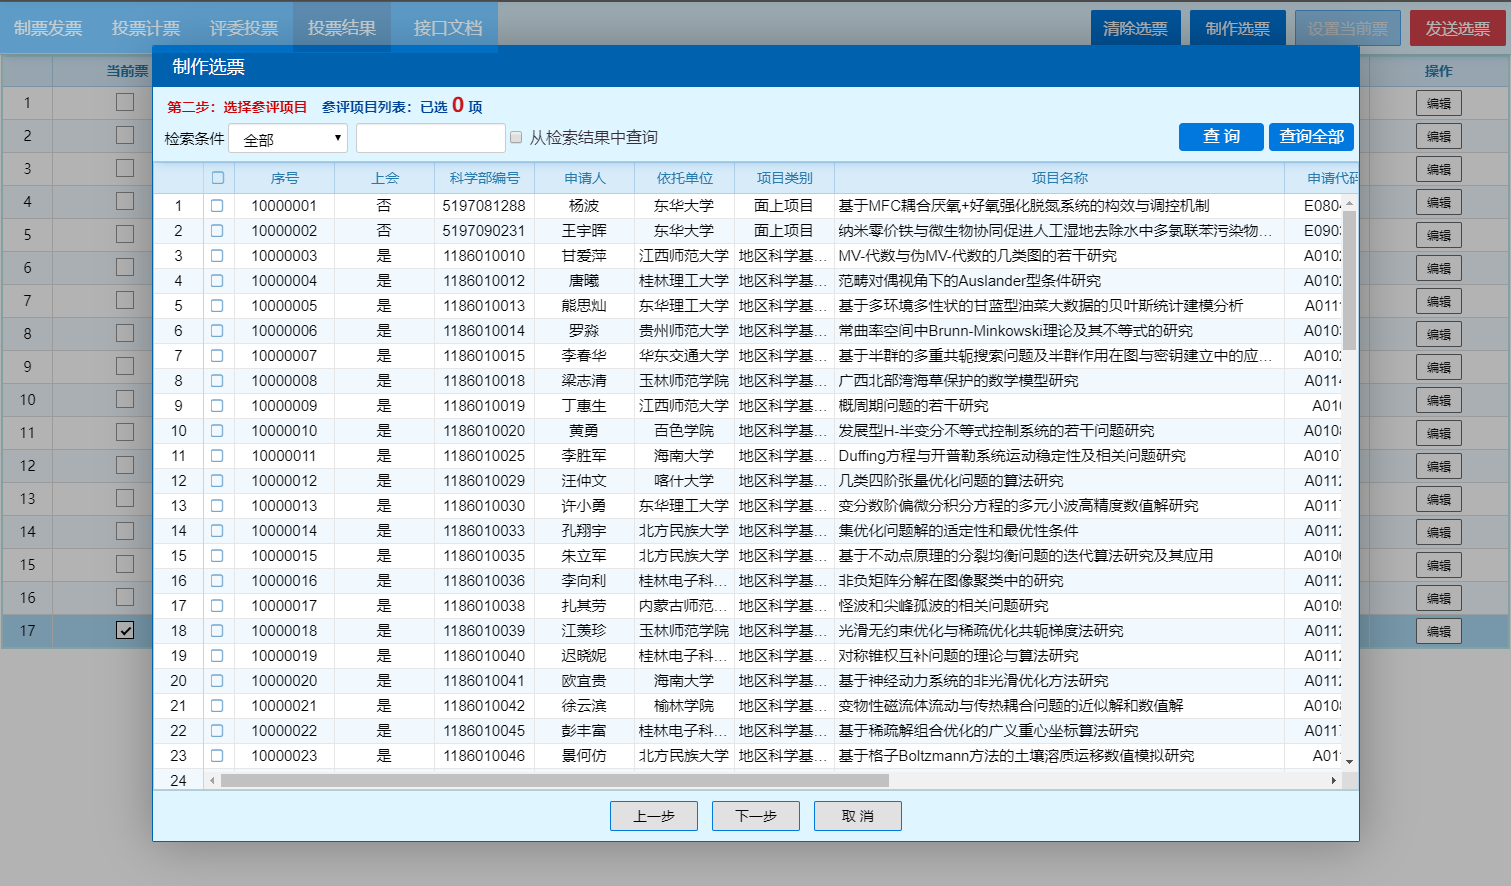 制票发票 投票计票 评委投票 投票结果 接口文档 清除选票 制作选票 设置当前票 发送选票
当前票 操作
制作选票
第二步：选择参评项目 参评项目列表：已选 0 项
检索条件 全部 从检索结果中查询 查 询 查询全部
序号 上会 科学部编号 申请人 依托单位 项目类别 项目名称 申请代码
1 10000001 否 5197081288 杨波 东华大学 面上项目 基于MFC耦合厌氧+好氧强化脱氮系统的构效与调控机制 E0804
2 10000002 否 5197090231 王宇晖 东华大学 面上项目 纳米零价铁与微生物协同促进人工湿地去除水中多氯联苯污染物... E0903
3 10000003 是 1186010010 甘爱萍 江西师范大学 地区科学基... MV-代数与伪MV-代数的几类图的若干研究 A0102
4 10000004 是 1186010012 唐曦 桂林理工大学 地区科学基... 范畴对偶视角下的Auslander型条件研究 A0102
5 10000005 是 1186010013 熊思灿 东华理工大学 地区科学基... 基于多环境多性状的甘蓝型油菜大数据的贝叶斯统计建模分析 A0111
6 10000006 是 1186010014 罗淼 贵州师范大学 地区科学基... 常曲率空间中Brunn-Minkowski理论及其不等式的研究 A0103
7 10000007 是 1186010015 李春华 华东交通大学 地区科学基... 基于半群的多重共轭搜索问题及半群作用在图与密钥建立中的应... A0102
8 10000008 是 1186010018 梁志清 玉林师范学院 地区科学基... 广西北部湾海草保护的数学模型研究 A0114
9 10000009 是 1186010019 丁惠生 江西师范大学 地区科学基... 概周期问题的若干研究 A010
10 10000010 是 1186010020 黄勇 百色学院 地区科学基... 发展型H-半变分不等式控制系统的若干问题研究 A0108
11 10000011 是 1186010025 李胜军 海南大学 地区科学基... Duffing方程与开普勒系统运动稳定性及相关问题研究 A0107
12 10000012 是 1186010029 汪仲文 喀什大学 地区科学基... 几类四阶张量优化问题的算法研究 A0112
13 10000013 是 1186010030 许小勇 东华理工大学 地区科学基... 变分数阶偏微分积分方程的多元小波高精度数值解研究 A0117
14 10000014 是 1186010033 孔翔宇 北方民族大学 地区科学基... 集优化问题解的适定性和最优性条件 A0112
15 10000015 是 1186010035 朱立军 北方民族大学 地区科学基... 基于不动点原理的分裂均衡问题的迭代算法研究及其应用 A0106
16 10000016 是 1186010036 李向利 桂林电子科... 地区科学基... 非负矩阵分解在图像聚类中的研究 A0112
17 10000017 是 1186010038 扎其劳 内蒙古师范... 地区科学基... 怪波和尖峰孤波的相关问题研究 A0109
18 10000018 是 1186010039 江羡珍 玉林师范学院 地区科学基... 光滑无约束优化与稀疏优化共轭梯度法研究 A0112
19 10000019 是 1186010040 迟晓妮 桂林电子科... 地区科学基... 对称锥权互补问题的理论与算法研究 A0112
20 10000020 是 1186010041 欧宜贵 海南大学 地区科学基... 基于神经动力系统的非光滑优化方法研究 A0112
21 10000021 是 1186010042 徐云滨 榆林学院 地区科学基... 变物性磁流体流动与传热耦合问题的近似解和数值解 A0108
22 10000022 是 1186010045 彭丰富 桂林电子科... 地区科学基... 基于稀疏解组合优化的广义重心坐标算法研究 A0117
23 10000023 是 1186010046 景何仿 北方民族大学 地区科学基... 基于格子Boltzmann方法的土壤溶质运移数值模拟研究 A01
24
上一步 下一步 取 消
1 编辑
2 编辑
3 编辑
4 编辑
5 编辑
6 编辑
7 编辑
8 编辑
9 编辑
10 编辑
11 编辑
12 编辑
13 编辑
14 编辑
15 编辑
16 编辑
17 编辑